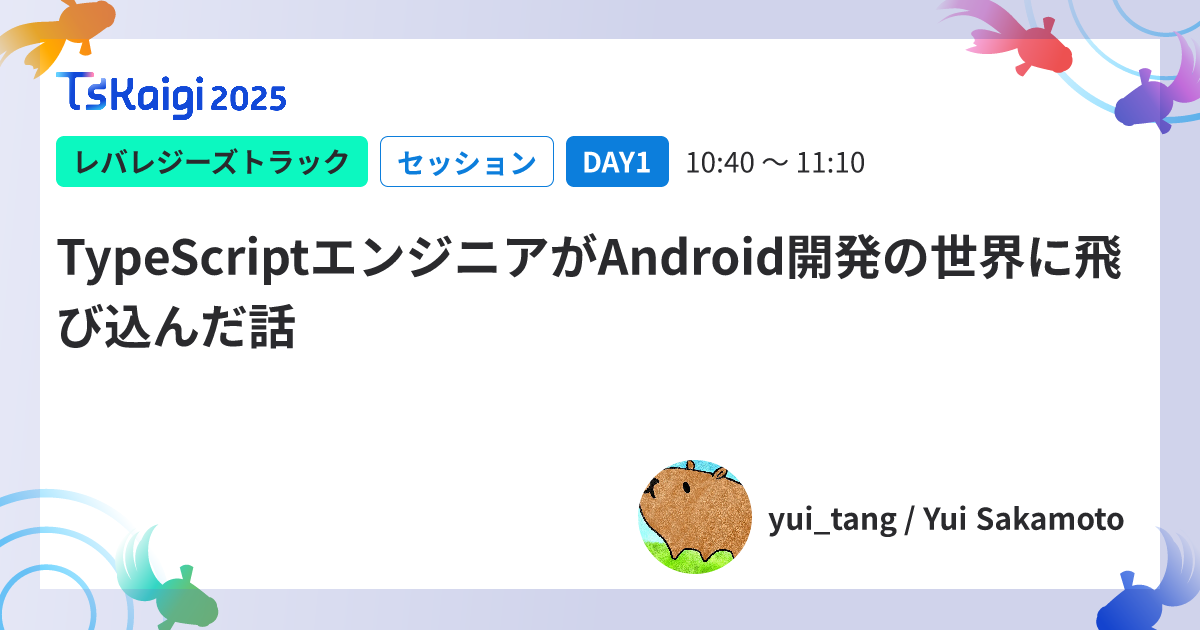 TsKaigi 2025
レバレジーズトラック セッション DAY1 10:40 〜 11:10
TypeScriptエンジニアがAndroid開発の世界に飛
び込んだ話
yui_tang / Yui Sakamoto